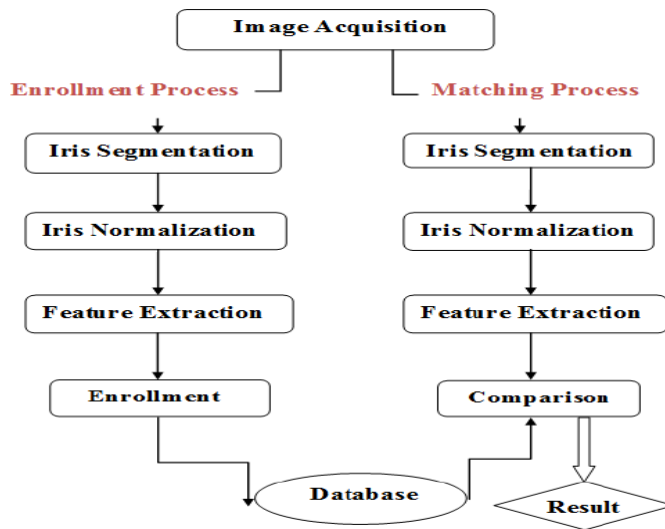 Image Acquisition
Enrollment Process
Matching Process
Iris Segmentation
Iris Segmentation
Iris Normalization
Iris Normalization
Feature Extraction
Feature Extraction
Enrollment
Comparison
Database
Result